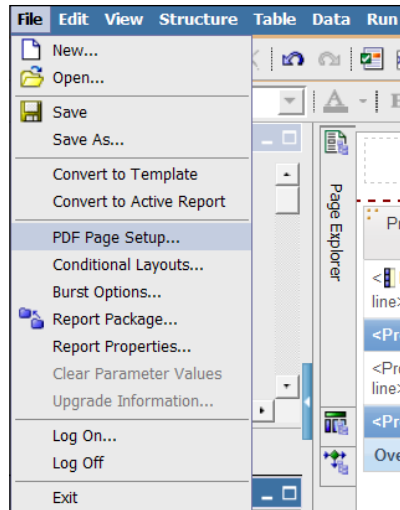 File Edit View Structure Table Data Run
New...
Open...
Save
Save As...
Convert to Template
Convert to Active Report
PDF Page Setup...
Conditional Layouts...
Burst Options...
Report Package...
Report Properties...
Clear Parameter Values
Upgrade Information...
Log On...
Log Off
Exit
A
Page Explorer
line>
<Pr
<Pro
line>
<Pr
Ove